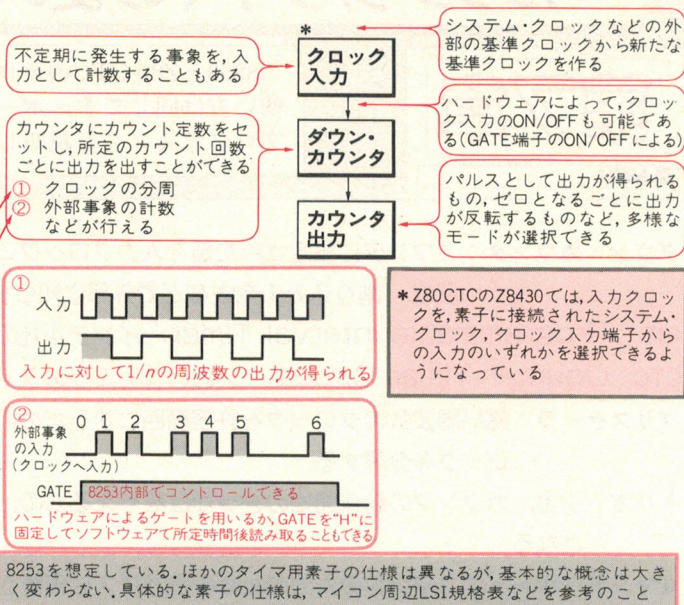 *
クロック
入力
ダウン・
カウンタ
カウンタ
出力
不定期に発生する事象を,入
力として計数することもある
カウンタにカウント定数をセ
ットし,所定のカウント回数
ごとに出力を出すことができる
① クロックの分周
② 外部事象の計数
などが行える
システム・クロックなどの外
部の基準クロックから新たな
基準クロックを作る
ハードウェアによって,クロッ
ク入力のON/OFFも可能であ
る(GATE端子のON/OFFによる)
パルスとして出力が得られる
もの,ゼロとなるごとに出力
が反転するものなど,多様な
モードが選択できる
①
入力
出力
入力に対して1/nの周波数の出力が得られる
*Z80CTCのZ8430では,入力クロッ
クを,素子に接続されたシステム・
クロック,クロック入力端子から
の入力のいずれかを選択できるよ
うになっている
②
0 1 2 3 4 5 6
外部事象
の入力
(クロックへ入力)
GATE
8253内部でコントロールできる
ハードウェアによるゲートを用いるか,GATEを"H"に
固定してソフトウェアで所定時間後読み取ることもできる
8253を想定している.ほかのタイマ用素子の仕様は異なるが,基本的な概念は大き
く変わらない.具体的な素子の仕様は,マイコン周辺LSI規格表などを参考のこと